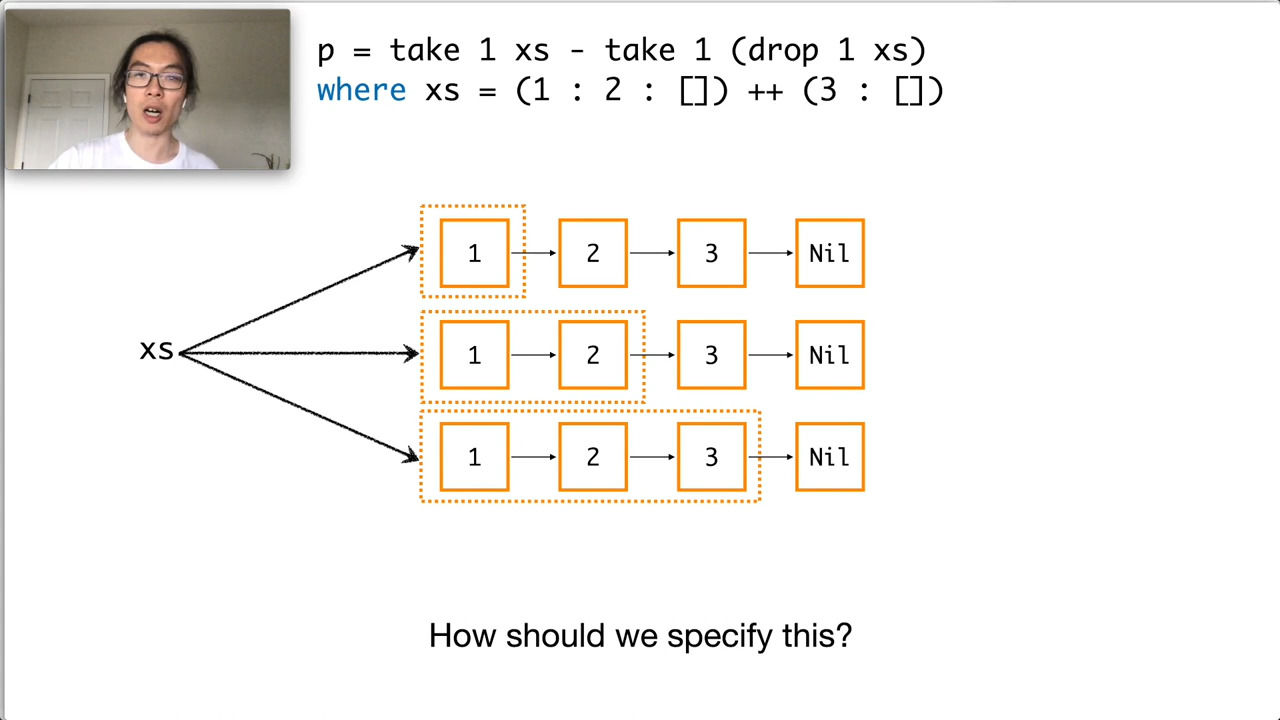 p = take 1 xs - take 1 (drop 1 xs)
where xs = (1 : 2 : []) ++ (3 : [])
1 2 3 Nil
xs 1 2 3 Nil
1 2 3 Nil
How should we specify this?